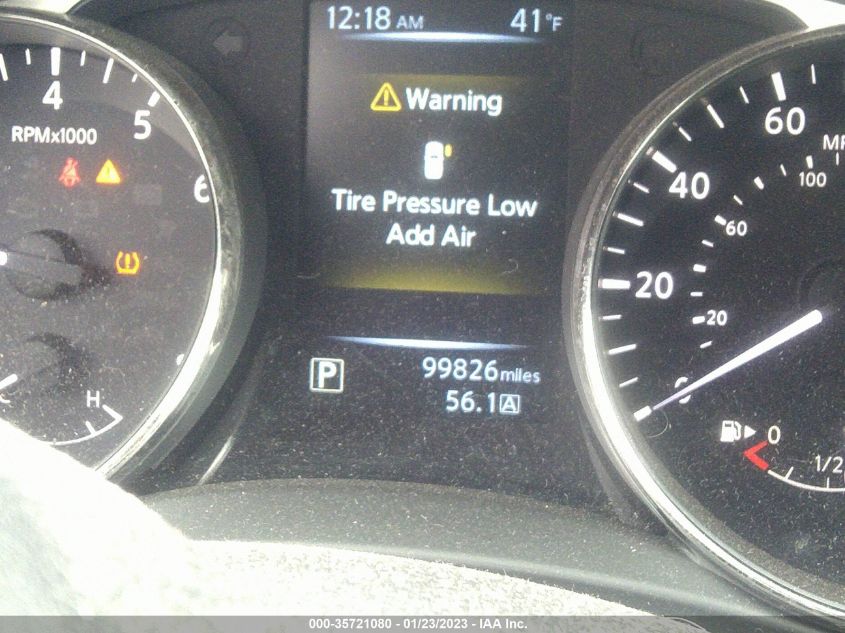 12:18 AM 41°F
Warning
Tire Pressure Low
Add Air
P 99826 miles
56.1 A
4
5
6
RPMx1000
H
60
40
20
0
100
60
20
0
1/2
000-35721080 - 01/23/2023 - IAA Inc.